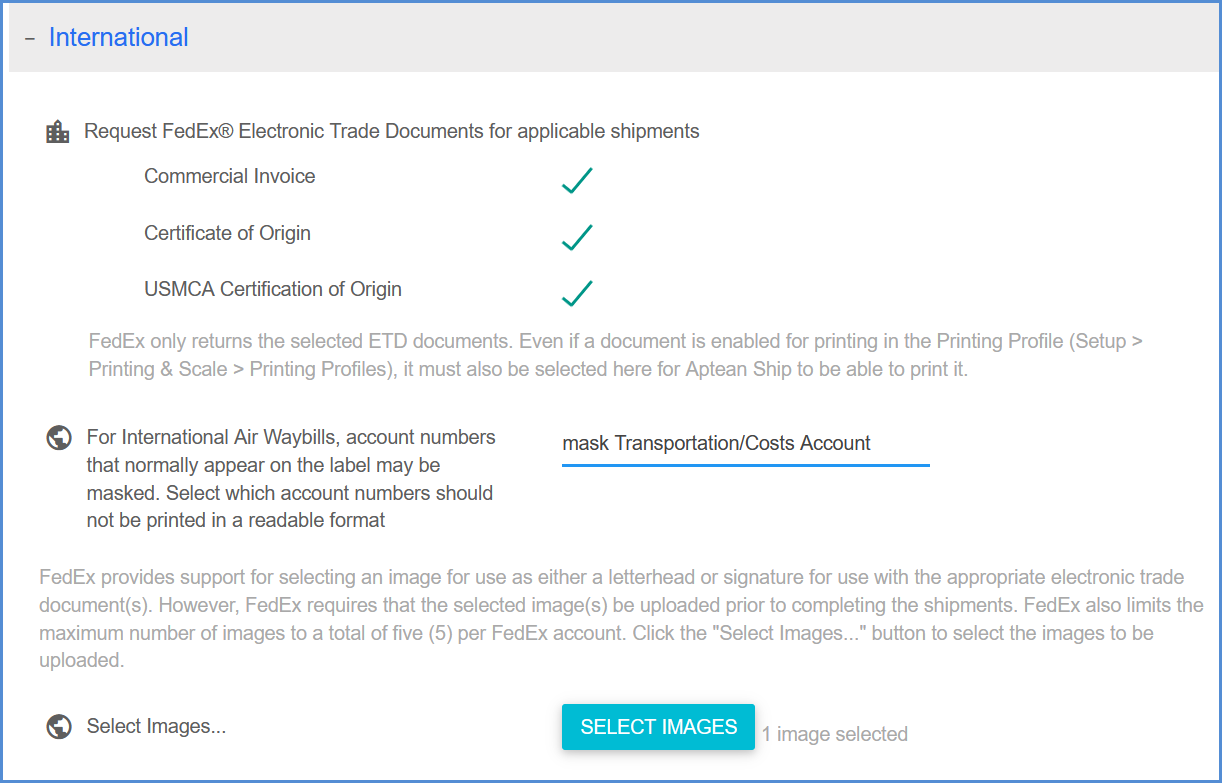 − International
Request FedEx® Electronic Trade Documents for applicable shipments
Commercial Invoice
Certificate of Origin
USMCA Certification of Origin
FedEx only returns the selected ETD documents. Even if a document is enabled for printing in the Printing Profile (Setup >
Printing & Scale > Printing Profiles), it must also be selected here for Aptean Ship to be able to print it.
For International Air Waybills, account numbers
that normally appear on the label may be
masked. Select which account numbers should
not be printed in a readable format
mask Transportation/Costs Account
FedEx provides support for selecting an image for use as either a letterhead or signature for use with the appropriate electronic trade
document(s). However, FedEx requires that the selected image(s) be uploaded prior to completing the shipments. FedEx also limits the
maximum number of images to a total of five (5) per FedEx account. Click the "Select Images..." button to select the images to be
uploaded.
Select Images...
SELECT IMAGES
1 image selected